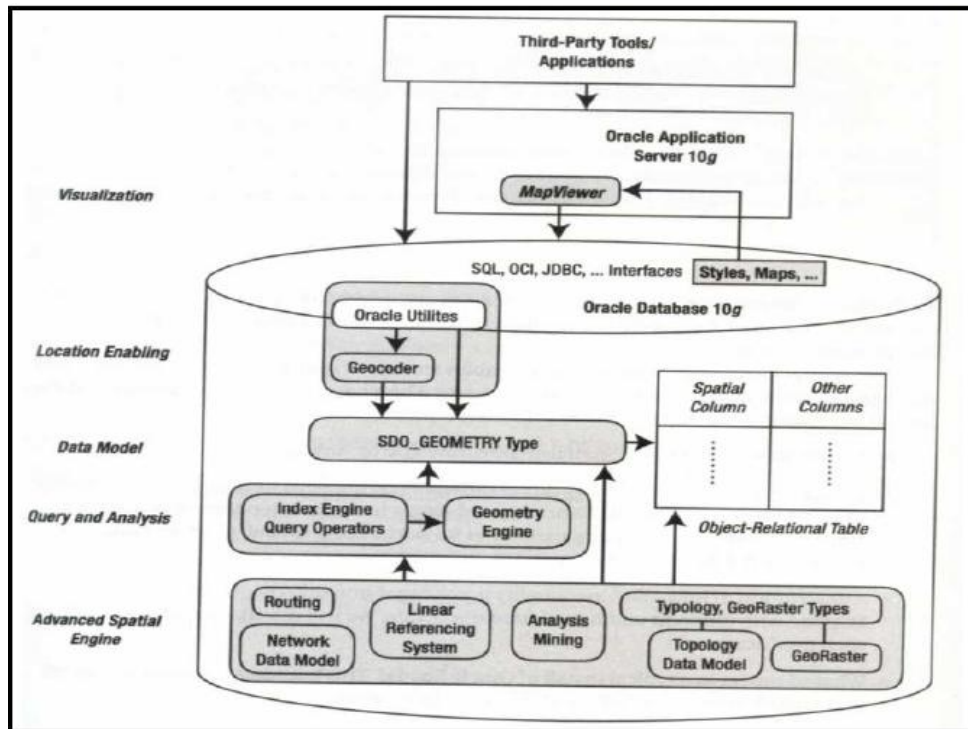 Third-Party Tools/
Applications
Oracle Application
Server 10g
Visualization
MapViewer
SQL, OCI, JDBC, ... Interfaces
Styles, Maps, ...
Oracle Database 10g
Oracle Utilites
Location Enabling
Geocoder
Spatial
Column
Other
Columns
Data Model
SDO_GEOMETRY Type
Query and Analysis
Index Engine
Query Operators
Geometry
Engine
Object-Relational Table
Advanced Spatial
Engine
Routing
Network
Data Model
Linear
Referencing
System
Analysis
Mining
Typology, GeoRaster Types
Topology
Data Model
GeoRaster